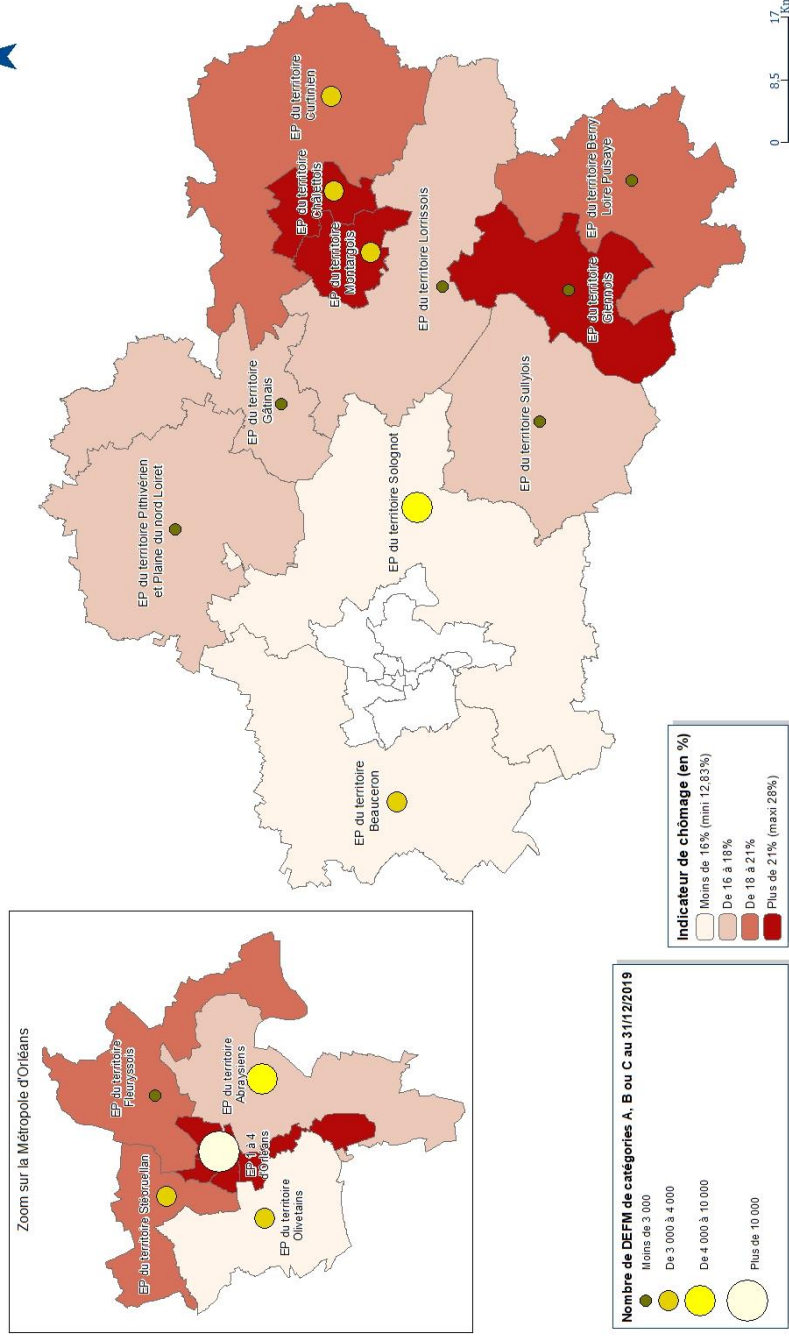 Zoom sur la Métropole d'Orléans
EP du territoire
Fleuryssois
EP du territoire Stéoruellan
EP du territoire
Abraysiens
EP 1 à 4
d'Orléans
EP du territoire
Olivetains
EP du territoire Pithivérien
et Plaine du nord Loiret
EP du territoire
Gâtinais
EP du territoire
Curtinien
EP du territoire
Châlettois
EP du territoire
Montargois
EP du territoire Lorrissois
EP du territoire Solognot
EP du territoire
Beauceron
EP du territoire Sullylois
EP du territoire
Giennois
EP du territoire Berry
Loire Puisaye
Nombre de DEFM de catégories A, B ou C au 31/12/2019
Moins de 3 000
De 3 000 à 4 000
De 4 000 à 10 000
Plus de 10 000
Indicateur de chômage (en %)
Moins de 16% (mini 12,83%)
De 16 à 18%
De 18 à 21%
Plus de 21% (maxi 28%)
0 8,5 17
Km